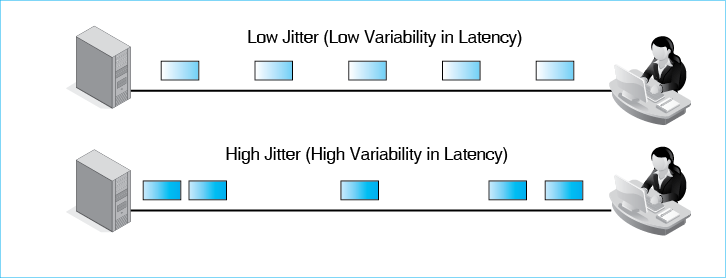 Low Jitter (Low Variability in Latency)
High Jitter (High Variability in Latency)